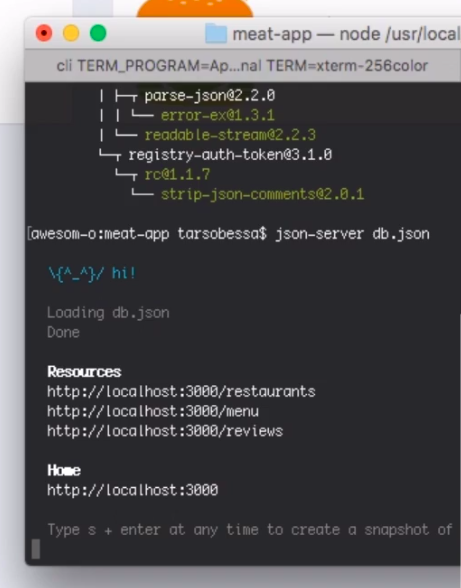 meat-app — node /usr/local
cli TERM_PROGRAM=Ap...nal TERM=xterm-256color
│ ├─┬ parse-json@2.2.0
│ │ └── error-ex@1.3.1
│ └── readable-stream@2.2.3
└─┬ registry-auth-token@3.1.0
└─┬ rc@1.1.7
└── strip-json-comments@2.0.1
[awesom-o:meat-app tarsobessa$ json-server db.json
\{^_^}/ hi!
Loading db.json
Done
Resources
http://localhost:3000/restaurants
http://localhost:3000/menu
http://localhost:3000/reviews
Home
http://localhost:3000
Type s + enter at any time to create a snapshot of